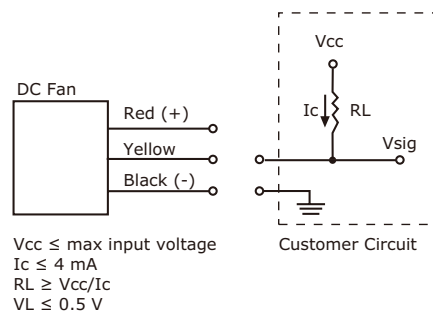 DC Fan
Red (+)
Yellow
Black (-)
Vcc
Ic
RL
Vsig
Customer Circuit
Vcc ≤ max input voltage
Ic ≤ 4 mA
RL ≥ Vcc/Ic
VL ≤ 0.5 V